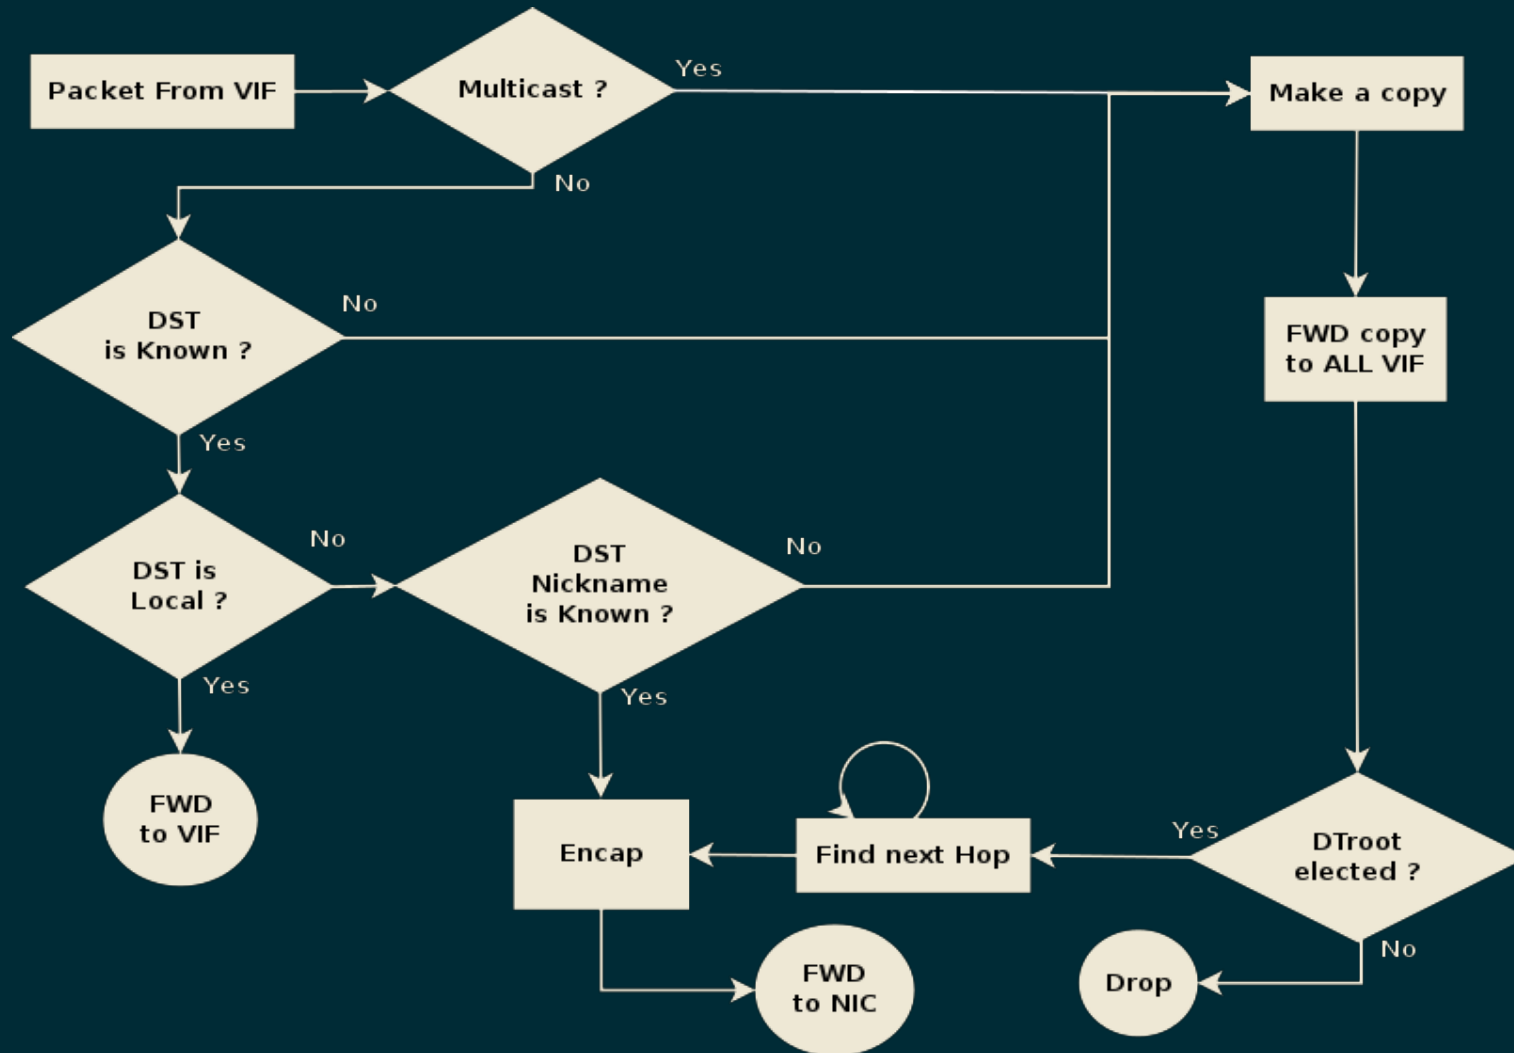 Packet From VIF
Multicast ?
Yes
Make a copy
No
DST
is Known ?
No
FWD copy
to ALL VIF
Yes
DST is
Local ?
No
DST
Nickname
is Known ?
No
Yes
Yes
FWD
to VIF
Encap
Find next Hop
Yes
DTroot
elected ?
No
FWD
to NIC
Drop